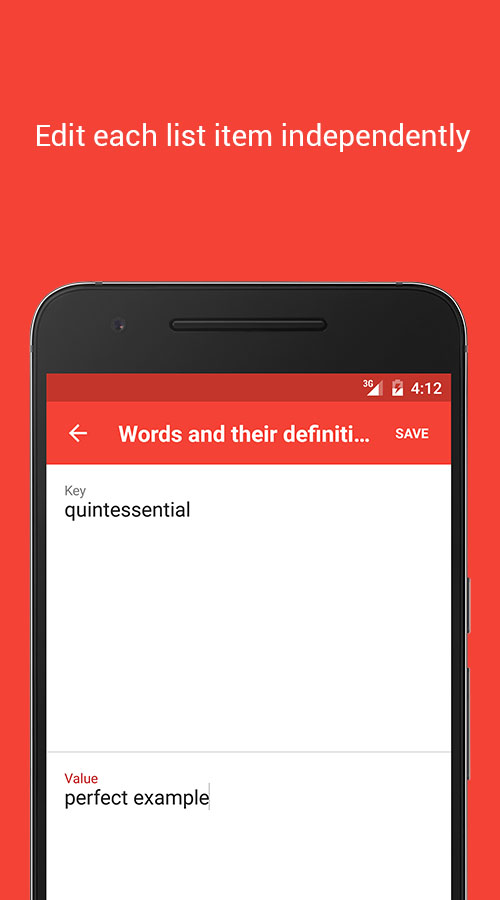 Edit each list item independently
3G 4:12
Words and their definiti… SAVE
Key
quintessential
Value
perfect example